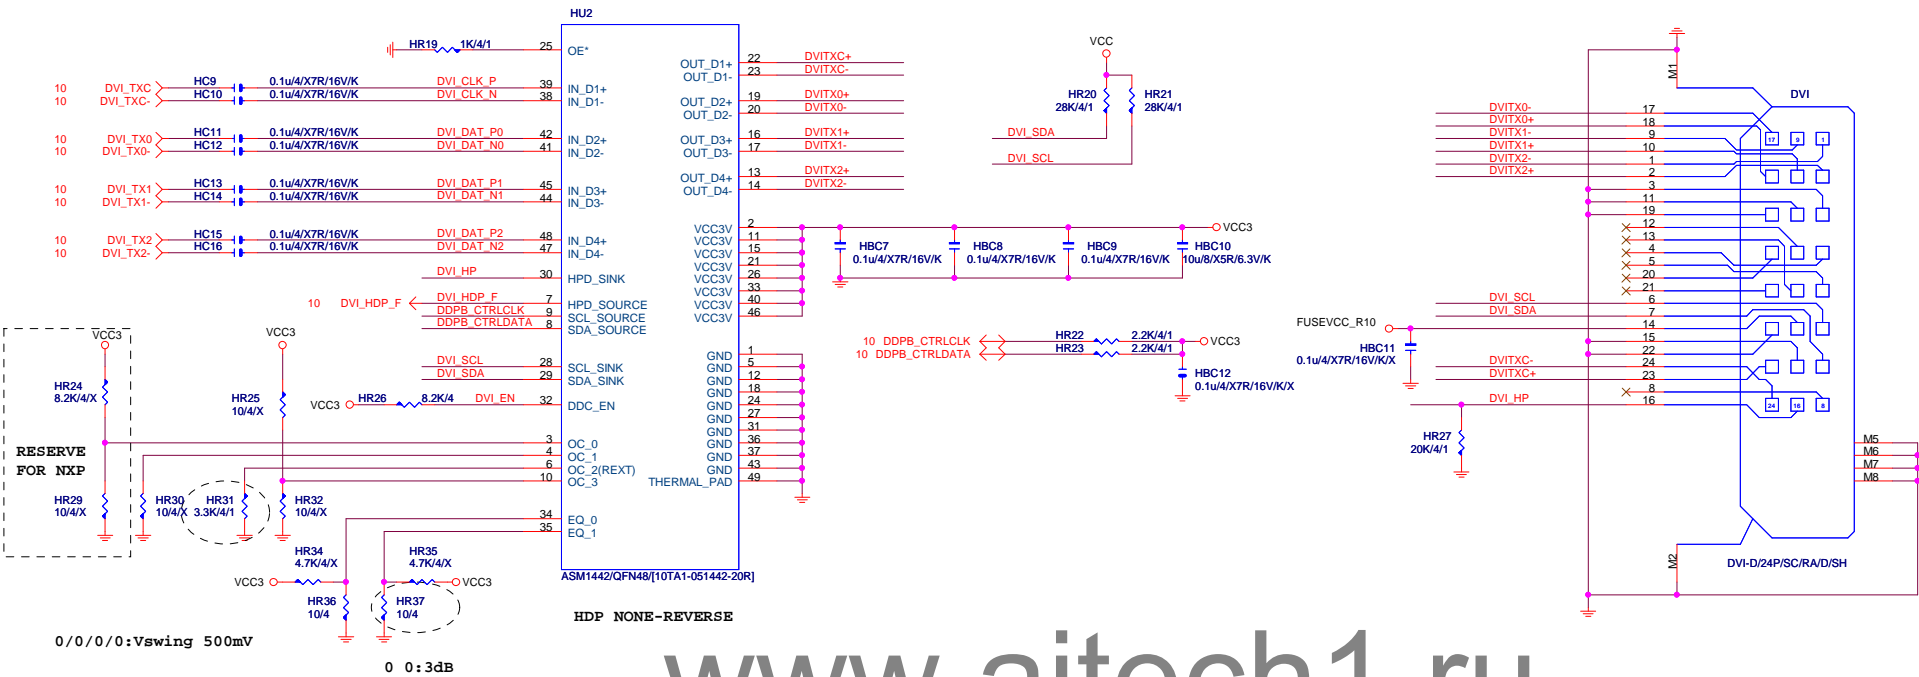 HU2
HR19 1K/4/1 25 OE*
10 DVI_TXC HC9 0.1u/4/X7R/16V/K DVI_CLK_P 39 IN_D1+
10 DVI_TXC- HC10 0.1u/4/X7R/16V/K DVI_CLK_N 38 IN_D1-
10 DVI_TX0 HC11 0.1u/4/X7R/16V/K DVI_DAT_P0 42 IN_D2+
10 DVI_TX0- HC12 0.1u/4/X7R/16V/K DVI_DAT_N0 41 IN_D2-
10 DVI_TX1 HC13 0.1u/4/X7R/16V/K DVI_DAT_P1 45 IN_D3+
10 DVI_TX1- HC14 0.1u/4/X7R/16V/K DVI_DAT_N1 44 IN_D3-
10 DVI_TX2 HC15 0.1u/4/X7R/16V/K DVI_DAT_P2 48 IN_D4+
10 DVI_TX2- HC16 0.1u/4/X7R/16V/K DVI_DAT_N2 47 IN_D4-
DVI_HP 30 HPD_SINK
10 DVI_HDP_F DVI_HDP_F 7 HPD_SOURCE
DDPB_CTRLCLK 9 SCL_SOURCE
DDPB_CTRLDATA 8 SDA_SOURCE
DVI_SCL 28 SCL_SINK
DVI_SDA 29 SDA_SINK
VCC3 HR26 8.2K/4 DVI_EN 32 DDC_EN
3 OC_0
4 OC_1
6 OC_2(REXT)
10 OC_3
34 EQ_0
35 EQ_1
VCC3
HR24
8.2K/4/X
RESERVE
FOR NXP
HR29
10/4/X
HR30
10/4/X
HR31
3.3K/4/1
VCC3
HR25
10/4/X
HR32
10/4/X
VCC3
HR34
4.7K/4/X
HR36
10/4
HR35
4.7K/4/X
VCC3
HR37
10/4
0/0/0/0:Vswing 500mV
0 0:3dB
OUT_D1+ 22 DVITXC+
OUT_D1- 23 DVITXC-
OUT_D2+ 19 DVITX0+
OUT_D2- 20 DVITX0-
OUT_D3+ 16 DVITX1+
OUT_D3- 17 DVITX1-
OUT_D4+ 13 DVITX2+
OUT_D4- 14 DVITX2-
VCC3V 2
VCC3V 11
VCC3V 15
VCC3V 21
VCC3V 26
VCC3V 33
VCC3V 40
VCC3V 46
GND 1
GND 5
GND 12
GND 18
GND 24
GND 27
GND 31
GND 36
GND 37
GND 43
THERMAL_PAD 49
ASM1442/QFN48/[10TA1-051442-20R]
HDP NONE-REVERSE
VCC
HR20
28K/4/1
HR21
28K/4/1
DVI_SDA
DVI_SCL
VCC3
HBC7
0.1u/4/X7R/16V/K
HBC8
0.1u/4/X7R/16V/K
HBC9
0.1u/4/X7R/16V/K
HBC10
10u/8/X5R/6.3V/K
10 DDPB_CTRLCLK HR22 2.2K/4/1 VCC3
10 DDPB_CTRLDATA HR23 2.2K/4/1
HBC12
0.1u/4/X7R/16V/K/X
M1
DVI
DVITX0- 17
DVITX0+ 18
DVITX1- 9
DVITX1+ 10
DVITX2- 1
DVITX2+ 2
3
11
19
12
13
4
5
20
21
DVI_SCL 6
DVI_SDA 7
FUSEVCC_R10 14
15
22
DVITXC- 24
DVITXC+ 23
8
DVI_HP 16
HBC11
0.1u/4/X7R/16V/K/X
HR27
20K/4/1
17 9 1
24 16 8
M5
M6
M7
M8
M2
DVI-D/24P/SC/RA/D/SH
www.aitech1.ru